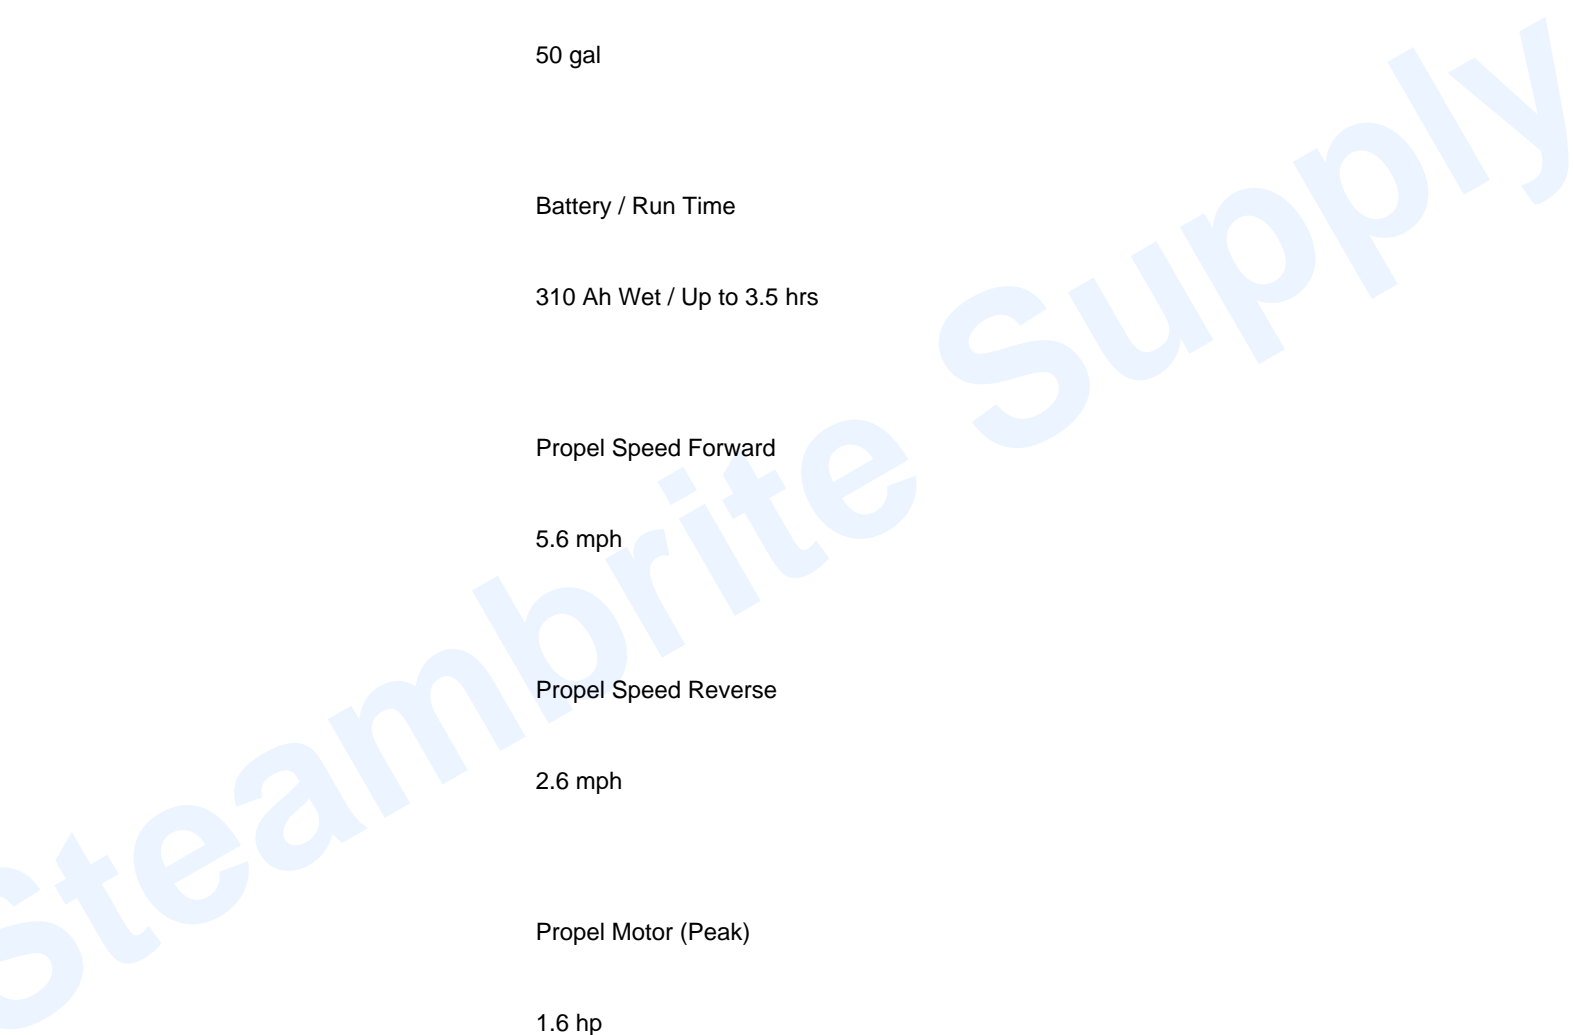 50 gal
Battery / Run Time
310 Ah Wet / Up to 3.5 hrs
Propel Speed Forward
5.6 mph
Propel Speed Reverse
2.6 mph
Propel Motor (Peak)
1.6 hp
Steambrite Supply